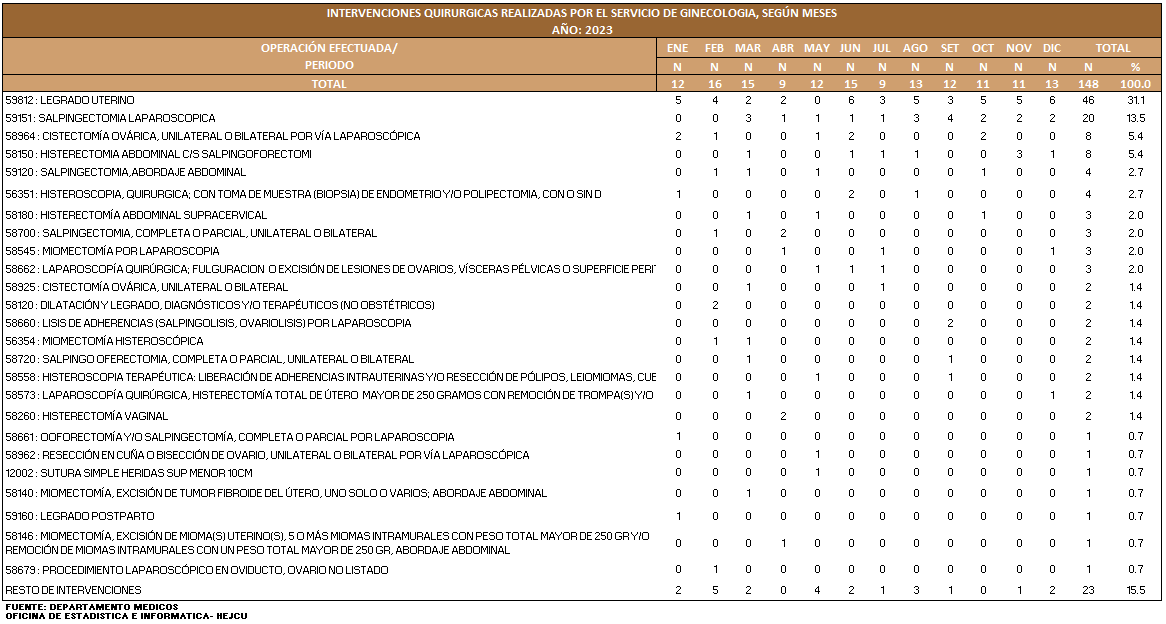 INTERVENCIONES QUIRURGICAS REALIZADAS POR EL SERVICIO DE GINECOLOGIA, SEGÚN MESES
AÑO: 2023
OPERACIÓN EFECTUADA/ ENE FEB MAR ABR MAY JUN JUL AGO SET OCT NOV DIC TOTAL
PERIODO N N N N N N N N N N N N N %
TOTAL 12 16 15 9 12 15 9 13 12 11 11 13 148 100.0
59812 : LEGRADO UTERINO 5 4 2 2 0 6 3 5 3 5 5 6 46 31.1
59151 : SALPINGECTOMIA LAPAROSCOPICA 0 0 3 1 1 1 1 3 4 2 2 2 20 13.5
58964 : CISTECTOMÍA OVÁRICA, UNILATERAL O BILATERAL POR VÍA LAPAROSCÓPICA 2 1 0 0 1 2 0 0 0 2 0 0 8 5.4
58150 : HISTERECTOMIA ABDOMINAL C/S SALPINGOFORECTOMI 0 0 1 0 0 1 1 1 0 0 3 1 8 5.4
59120 : SALPINGECTOMIA,ABORDAJE ABDOMINAL 0 1 1 0 1 0 0 0 0 1 0 0 4 2.7
56351 : HISTEROSCOPIA, QUIRURGICA; CON TOMA DE MUESTRA (BIOPSIA) DE ENDOMETRIO Y/O POLIPECTOMIA, CON O SIN D 1 0 0 0 0 2 0 1 0 0 0 0 4 2.7
58180 : HISTERECTOMÍA ABDOMINAL SUPRACERVICAL 0 0 1 0 1 0 0 0 0 1 0 0 3 2.0
58700 : SALPINGECTOMIA, COMPLETA O PARCIAL, UNILATERAL O BILATERAL 0 1 0 2 0 0 0 0 0 0 0 0 3 2.0
58545 : MIOMECTOMÍA POR LAPAROSCOPIA 0 0 0 1 0 0 1 0 0 0 0 1 3 2.0
58662 : LAPAROSCOPÍA QUIRÚRGICA; FULGURACION O EXCISIÓN DE LESIONES DE OVARIOS, VÍSCERAS PÉLVICAS O SUPERFICIE PERI 0 0 0 0 1 1 1 0 0 0 0 0 3 2.0
58925 : CISTECTOMÍA OVÁRICA, UNILATERAL O BILATERAL 0 0 1 0 0 0 1 0 0 0 0 0 2 1.4
58120 : DILATACIÓN Y LEGRADO, DIAGNÓSTICOS Y/O TERAPÉUTICOS (NO OBSTÉTRICOS) 0 2 0 0 0 0 0 0 0 0 0 0 2 1.4
58660 : LISIS DE ADHERENCIAS (SALPINGOLISIS, OVARIOLISIS) POR LAPAROSCOPIA 0 0 0 0 0 0 0 0 2 0 0 0 2 1.4
56354 : MIOMECTOMÍA HISTEROSCÓPICA 0 1 1 0 0 0 0 0 0 0 0 0 2 1.4
58720 : SALPINGO OFERECTOMIA, COMPLETA O PARCIAL, UNILATERAL O BILATERAL 0 0 1 0 0 0 0 0 1 0 0 0 2 1.4
58558 : HISTEROSCOPIA TERAPÉUTICA: LIBERACIÓN DE ADHERENCIAS INTRAUTERINAS Y/O RESECCIÓN DE PÓLIPOS, LEIOMIOMAS, CUE 0 0 0 0 1 0 0 0 1 0 0 0 2 1.4
58573 : LAPAROSCOPÍA QUIRÚRGICA, HISTERECTOMÍA TOTAL DE ÚTERO MAYOR DE 250 GRAMOS CON REMOCIÓN DE TROMPA(S) Y/O 0 0 1 0 0 0 0 0 0 0 0 1 2 1.4
58260 : HISTERECTOMÍA VAGINAL 0 0 0 2 0 0 0 0 0 0 0 0 2 1.4
58661 : OOFORECTOMÍA Y/O SALPINGECTOMÍA, COMPLETA O PARCIAL POR LAPAROSCOPIA 1 0 0 0 0 0 0 0 0 0 0 0 1 0.7
58962 : RESECCIÓN EN CUÑA O BISECCIÓN DE OVARIO, UNILATERAL O BILATERAL POR VÍA LAPAROSCÓPICA 0 0 0 0 1 0 0 0 0 0 0 0 1 0.7
12002 : SUTURA SIMPLE HERIDAS SUP MENOR 10CM 0 0 0 0 1 0 0 0 0 0 0 0 1 0.7
58140 : MIOMECTOMÍA, EXCISIÓN DE TUMOR FIBROIDE DEL ÚTERO, UNO SOLO O VARIOS; ABORDAJE ABDOMINAL 0 0 1 0 0 0 0 0 0 0 0 0 1 0.7
59160 : LEGRADO POSTPARTO 1 0 0 0 0 0 0 0 0 0 0 0 1 0.7
58146 : MIOMECTOMÍA, EXCISIÓN DE MIOMA(S) UTERINO(S), 5 O MÁS MIOMAS INTRAMURALES CON PESO TOTAL MAYOR DE 250 GR Y/O
REMOCIÓN DE MIOMAS INTRAMURALES CON UN PESO TOTAL MAYOR DE 250 GR, ABORDAJE ABDOMINAL 0 0 0 1 0 0 0 0 0 0 0 0 1 0.7
58679 : PROCEDIMIENTO LAPAROSCÓPICO EN OVIDUCTO, OVARIO NO LISTADO 0 1 0 0 0 0 0 0 0 0 0 0 1 0.7
RESTO DE INTERVENCIONES 2 5 2 0 4 2 1 3 1 0 1 2 23 15.5
FUENTE: DEPARTAMENTO MEDICOS
OFICINA DE ESTADISTICA E INFORMATICA- HEJCU